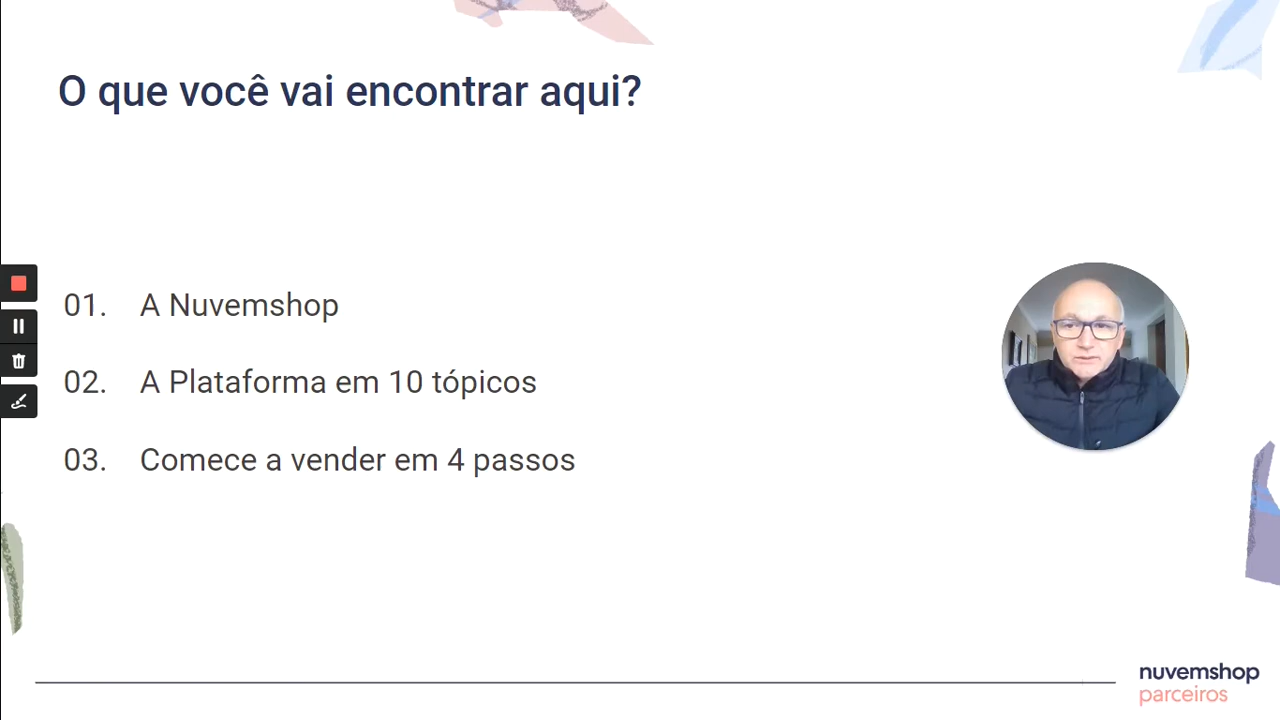 O que você vai encontrar aqui?
01. A Nuvemshop
02. A Plataforma em 10 tópicos
03. Comece a vender em 4 passos
nuvemshop
parceiros